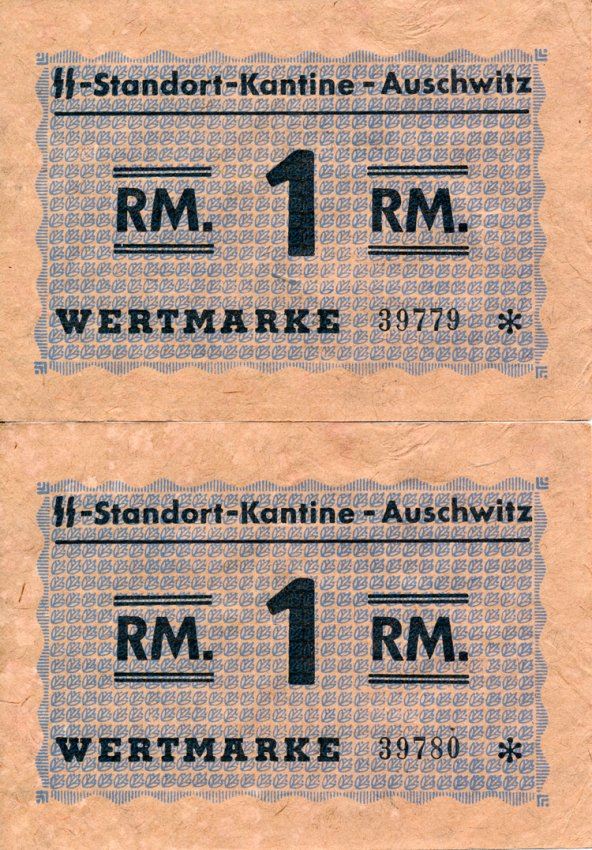 SS-Standort-Kantine - Auschwitz
RM. 1 RM.
WERTMARKE 39779 *
SS-Standort-Kantine - Auschwitz
RM. 1 RM.
WERTMARKE 39780 *